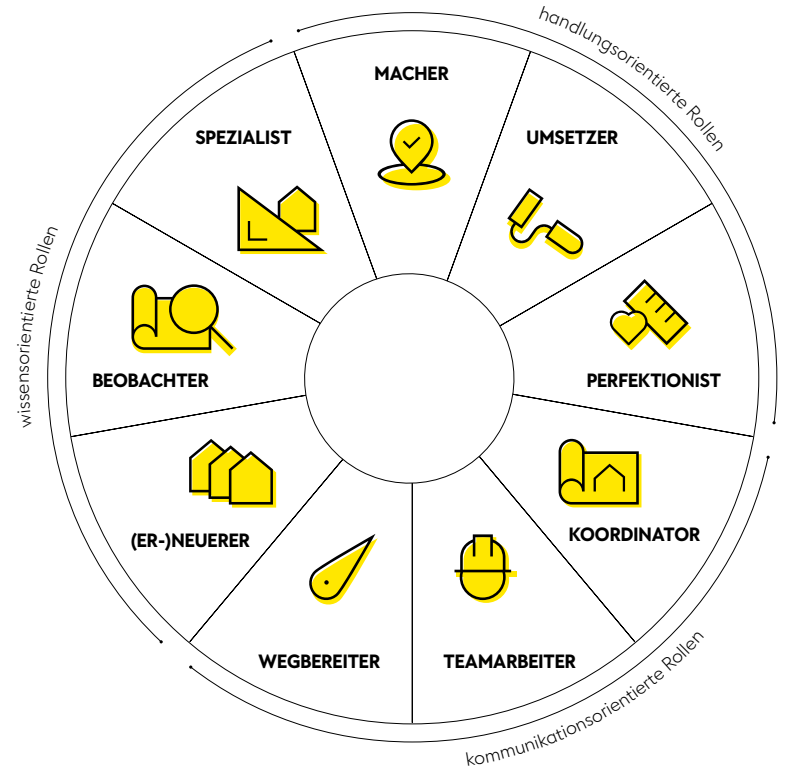 handlungsorientierte Rollen
MACHER
UMSETZER
PERFEKTIONIST
kommunikationsorientierte Rollen
KOORDINATOR
TEAMARBEITER
WEGBEREITER
wissensorientierte Rollen
(ER-)NEUERER
BEOBACHTER
SPEZIALIST